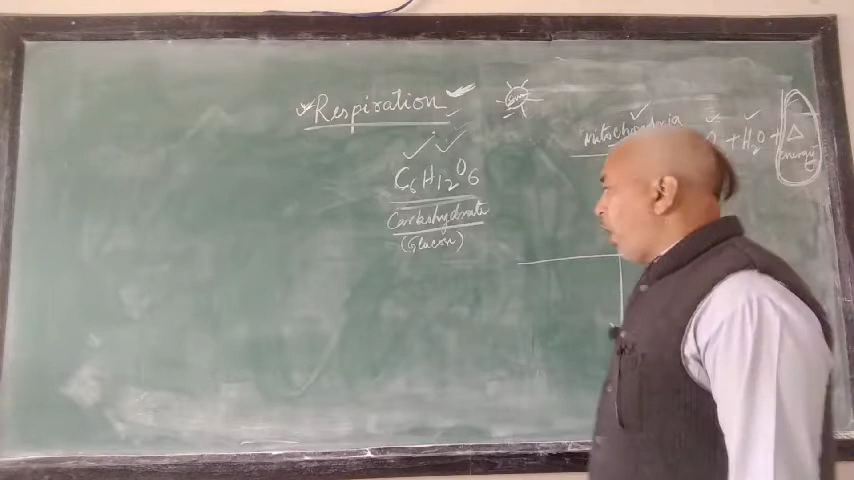 Respiration
Sun
Mitochondria
C6H12O6
+ H2O + Δ
Energy
Carbohydrate
(Glucose)